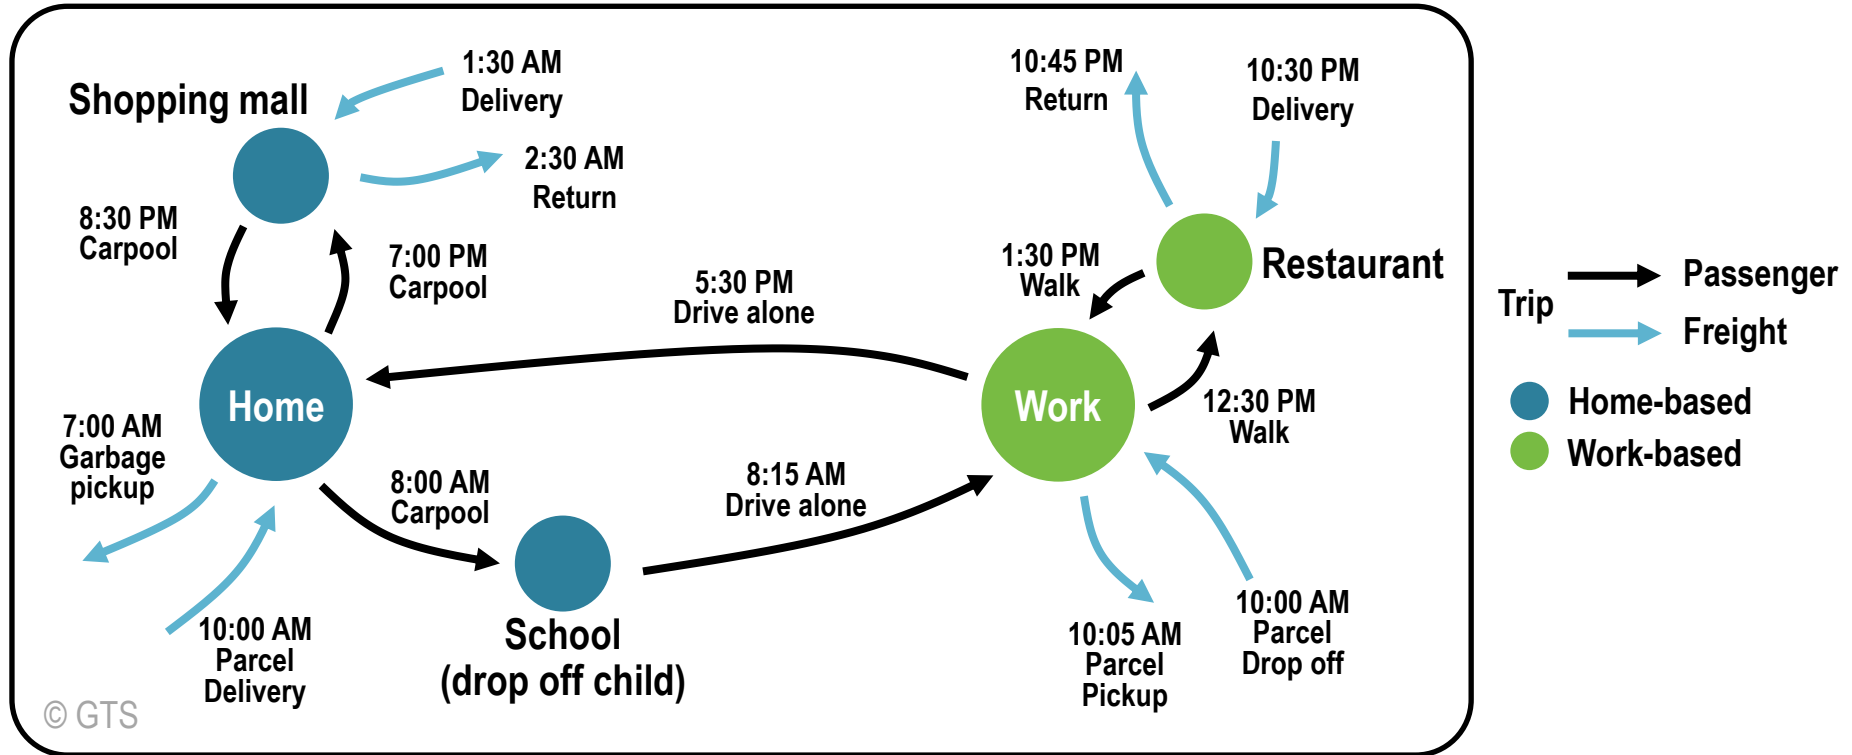 Shopping mall
1:30 AM
Delivery
2:30 AM
Return
8:30 PM
Carpool
7:00 PM
Carpool
10:45 PM
Return
10:30 PM
Delivery
1:30 PM
Walk
Restaurant
5:30 PM
Drive alone
Home
Work
12:30 PM
Walk
7:00 AM
Garbage
pickup
8:00 AM
Carpool
8:15 AM
Drive alone
10:00 AM
Parcel
Delivery
School
(drop off child)
10:05 AM
Parcel
Pickup
10:00 AM
Parcel
Drop off
© GTS
Trip
Passenger
Freight
Home-based
Work-based